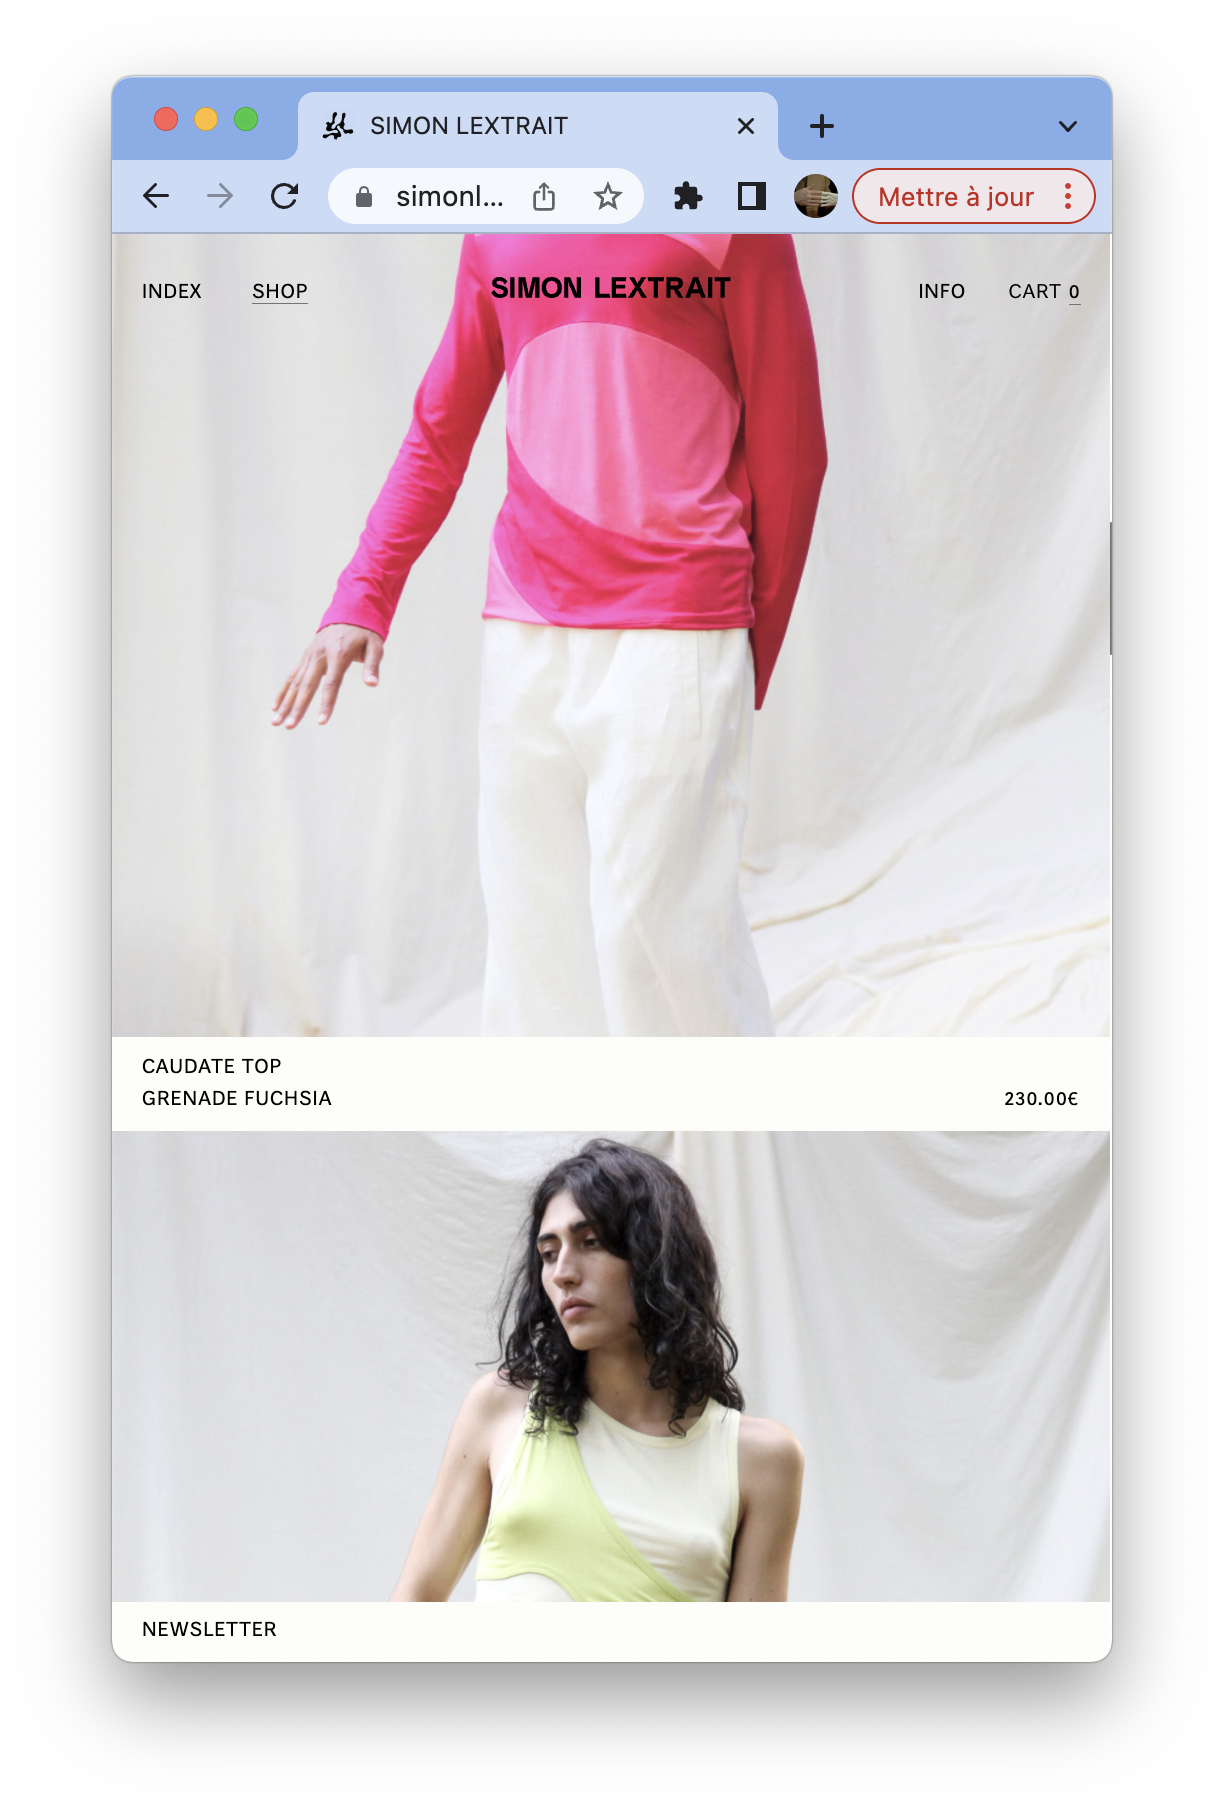 SIMON LEXTRAIT
simonl...
Mettre à jour
INDEX SHOP SIMON LEXTRAIT INFO CART 0
CAUDATE TOP
GRENADE FUCHSIA 230.00€
NEWSLETTER